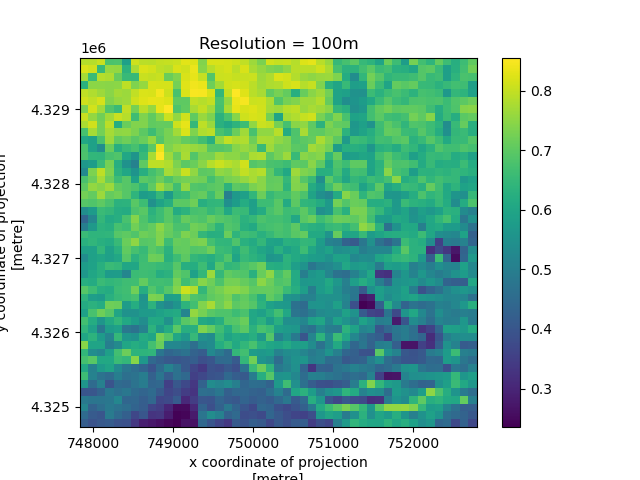 Resolution = 100m
1e6
4.329
4.328
4.327
4.326
4.325
y coordinate of projection
[metre]
748000 749000 750000 751000 752000
x coordinate of projection
[metre]
0.8
0.7
0.6
0.5
0.4
0.3